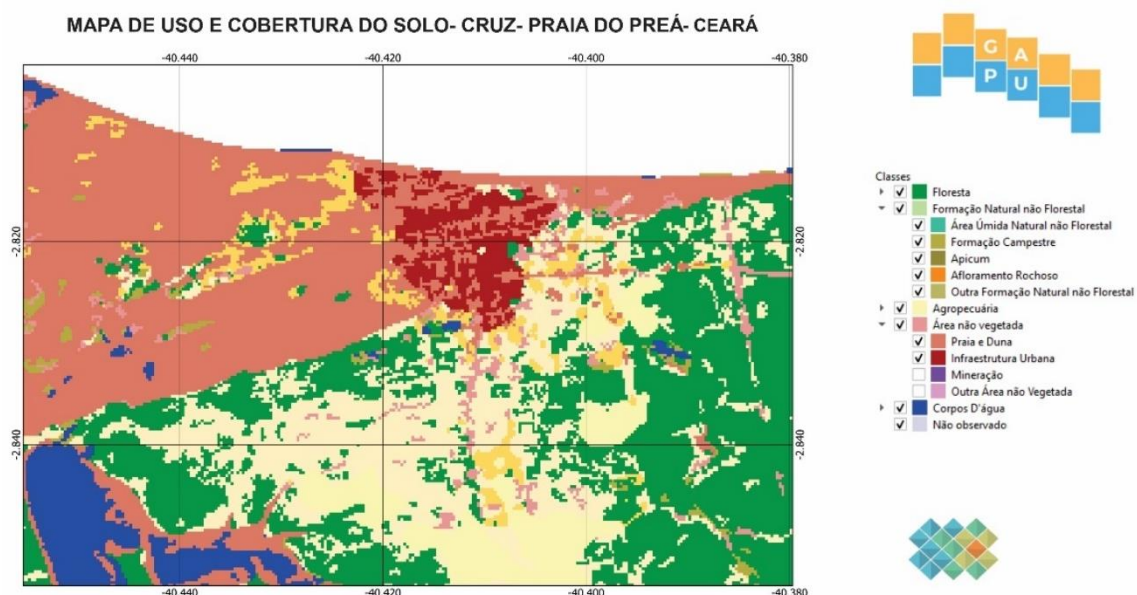 MAPA DE USO E COBERTURA DO SOLO- CRUZ- PRAIA DO PREÁ- CEARÁ
-40.440 -40.420 -40.400 -40.380
-2.820 -2.820
-2.840 -2.840
-40.440 -40.420 -40.400 -40.380
G A
P U
Classes
Floresta
Formação Natural não Florestal
Área Úmida Natural não Florestal
Formação Campestre
Apicum
Afloramento Rochoso
Outra Formação Natural não Florestal
Agropecuária
Área não vegetada
Praia e Duna
Infraestrutura Urbana
Mineração
Outra Área não Vegetada
Corpos D'água
Não observado